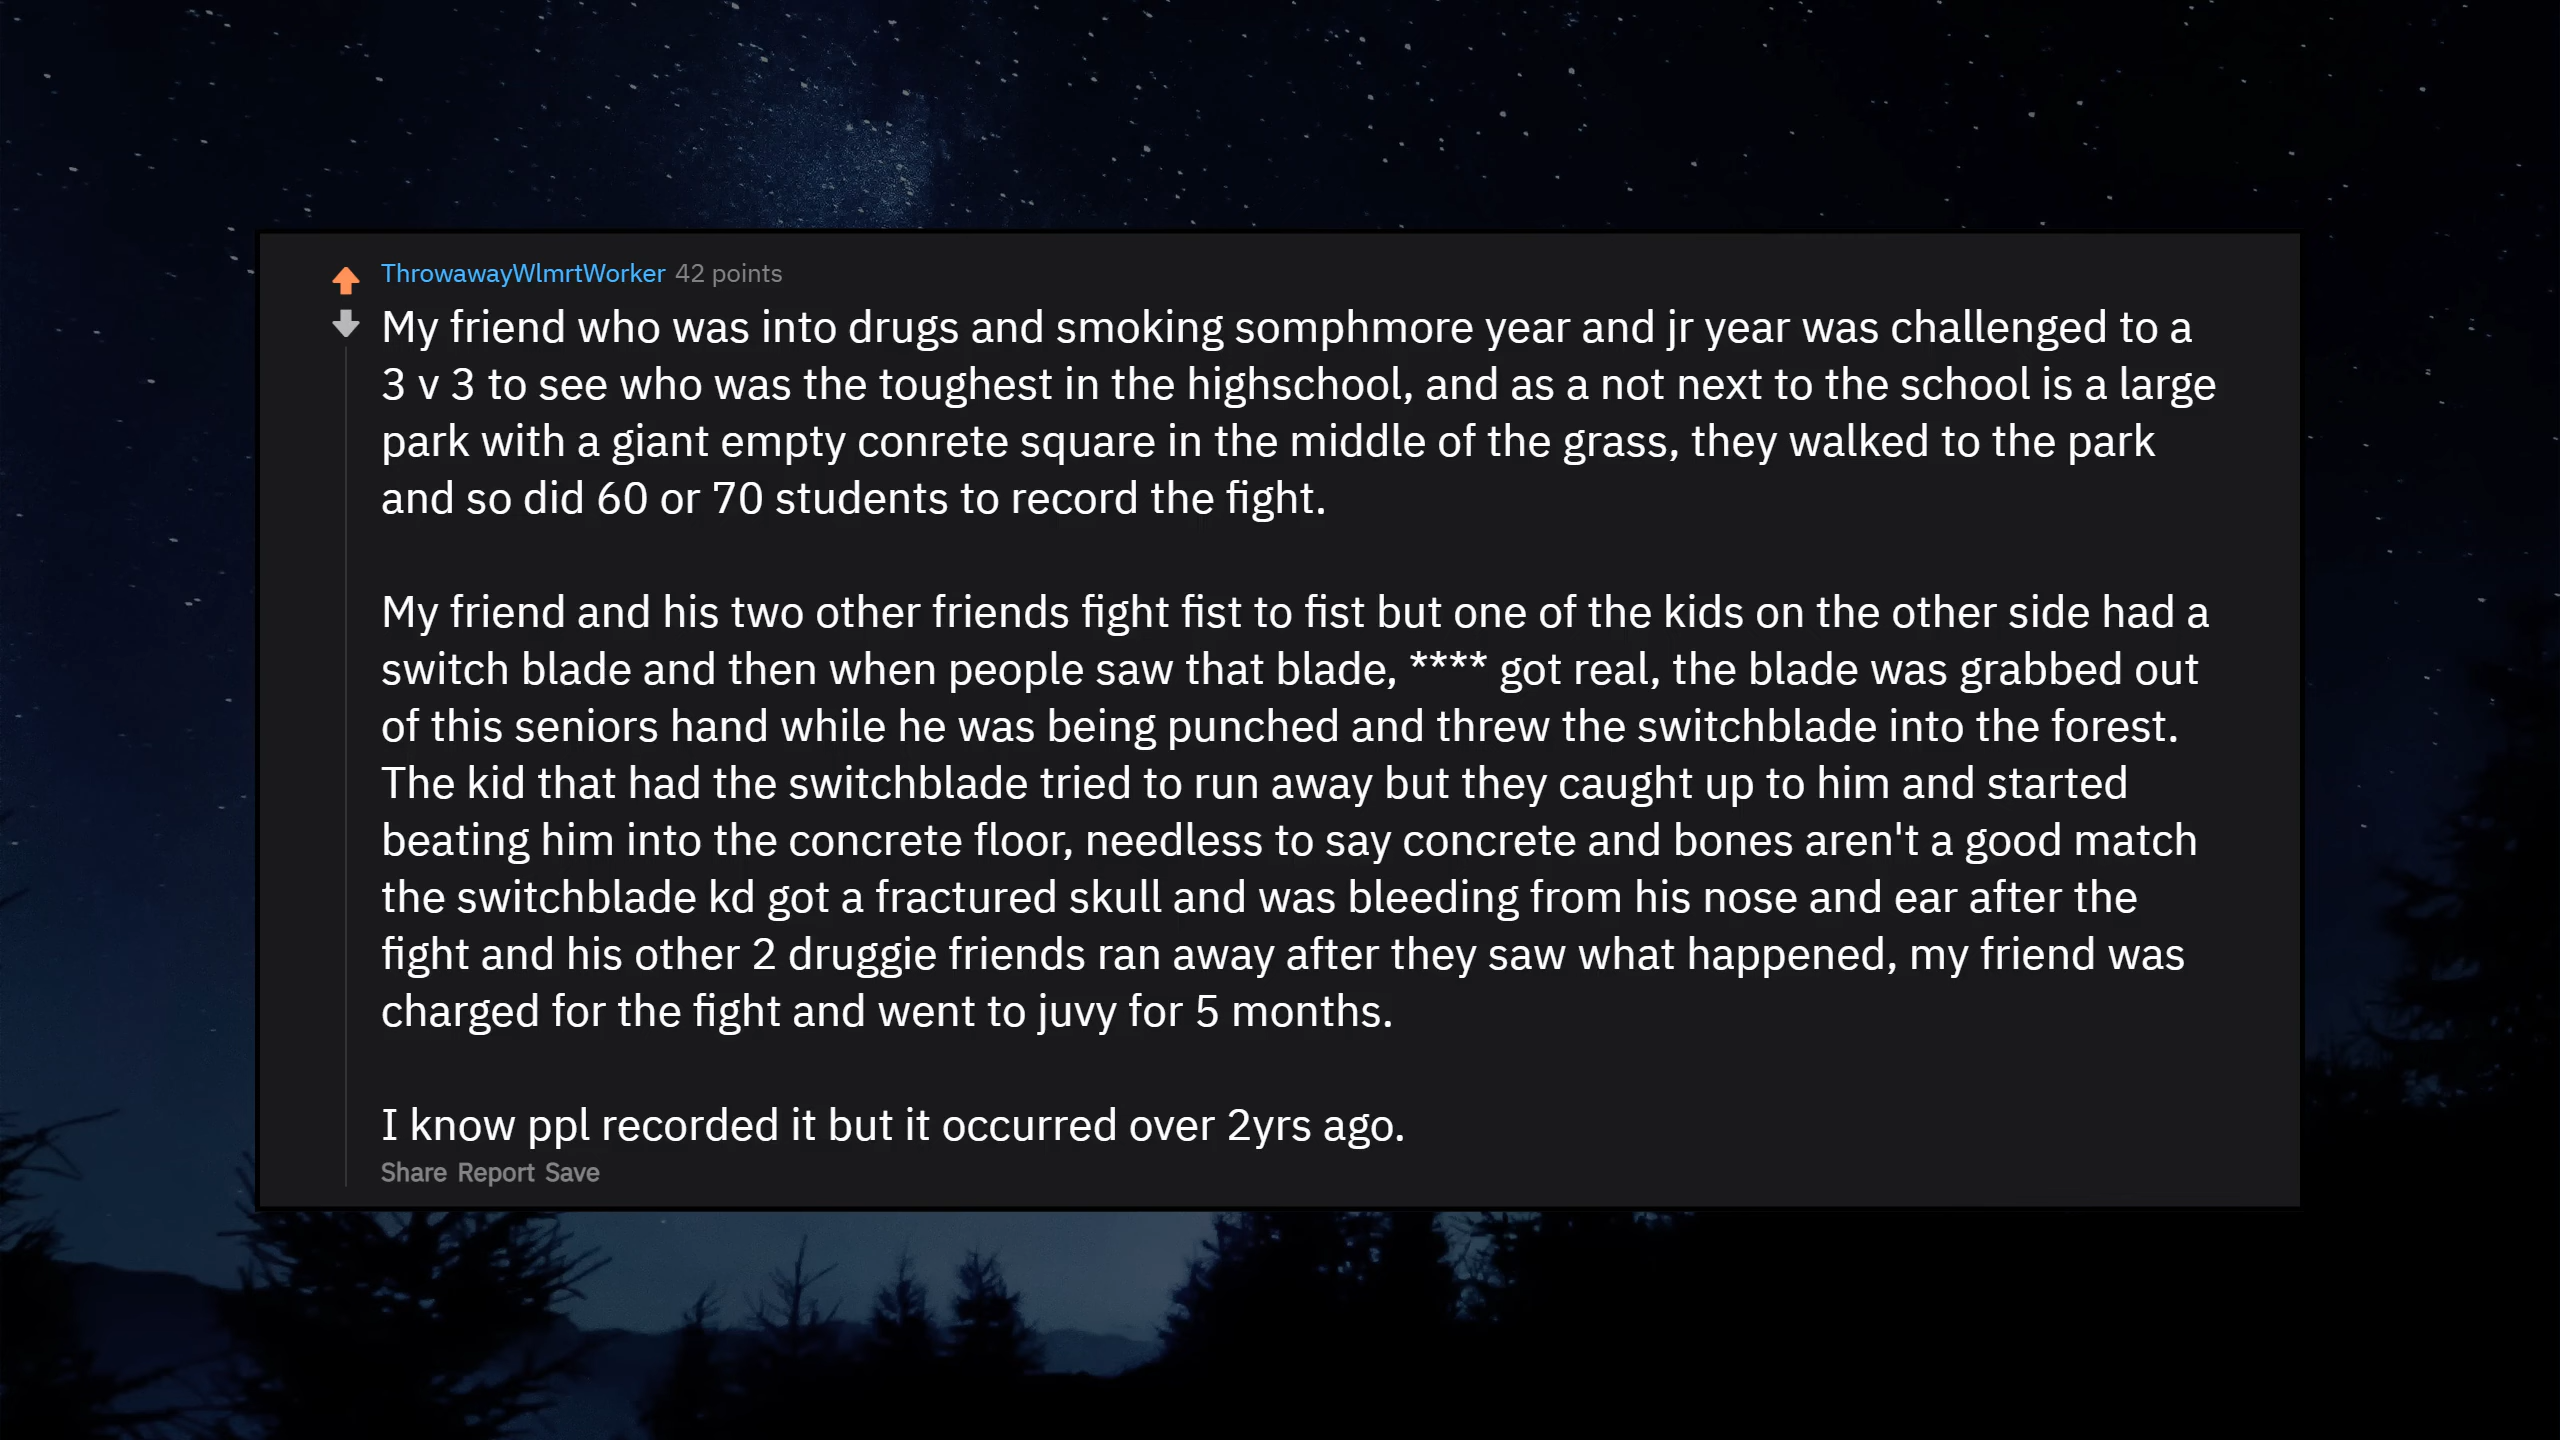 ThrowawayWlmrtWorker 42 points
My friend who was into drugs and smoking somphmore year and jr year was challenged to a
3 v 3 to see who was the toughest in the highschool, and as a not next to the school is a large
park with a giant empty conrete square in the middle of the grass, they walked to the park
and so did 60 or 70 students to record the fight.
My friend and his two other friends fight fist to fist but one of the kids on the other side had a
switch blade and then when people saw that blade, **** got real, the blade was grabbed out
of this seniors hand while he was being punched and threw the switchblade into the forest.
The kid that had the switchblade tried to run away but they caught up to him and started
beating him into the concrete floor, needless to say concrete and bones aren't a good match
the switchblade kd got a fractured skull and was bleeding from his nose and ear after the
fight and his other 2 druggie friends ran away after they saw what happened, my friend was
charged for the fight and went to juvy for 5 months.
I know ppl recorded it but it occurred over 2yrs ago.
Share Report Save